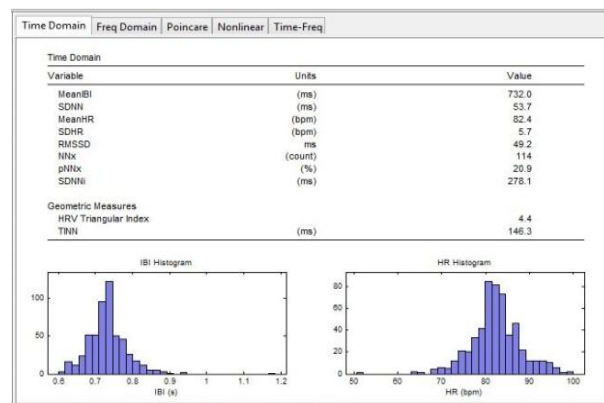 Time Domain Freq Domain Poincare Nonlinear Time-Freq
Time Domain
Variable Units Value
MeanIBI (ms) 732.0
SDNN (ms) 53.7
MeanHR (bpm) 82.4
SDHR (bpm) 5.7
RMSSD ms 49.2
NNx (count) 114
pNNx (%) 20.9
SDNNi (ms) 278.1
Geometric Measures
HRV Triangular Index 4.4
TINN (ms) 146.3
IBI Histogram HR Histogram
100
50
0
0.6 0.7 0.8 0.9 1 1.1 1.2
IBI (s)
80
60
40
20
0
50 60 70 80 90 100
HR (bpm)